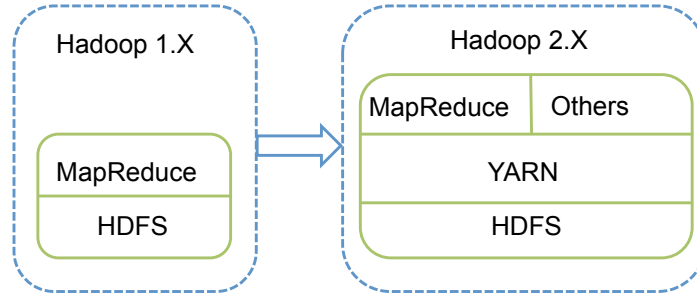 Hadoop 1.X
MapReduce
HDFS
Hadoop 2.X
MapReduce
Others
YARN
HDFS